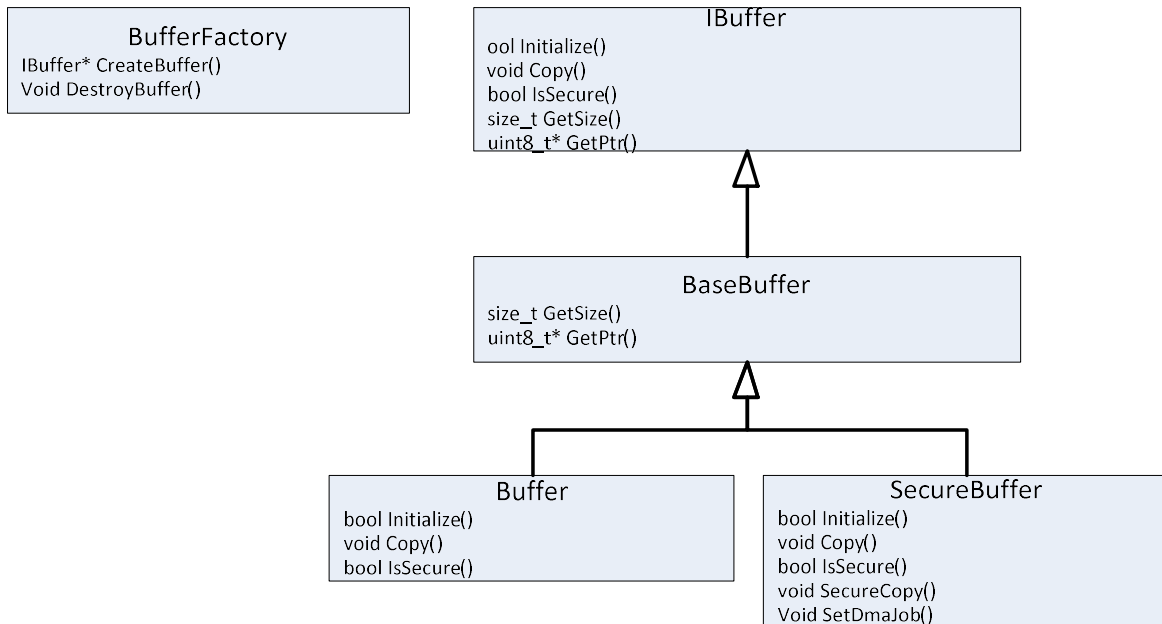 BufferFactory
IBuffer* CreateBuffer()
Void DestroyBuffer()
IBuffer
ool Initialize()
void Copy()
bool IsSecure()
size_t GetSize()
uint8_t* GetPtr()
BaseBuffer
size_t GetSize()
uint8_t* GetPtr()
Buffer
bool Initialize()
void Copy()
bool IsSecure()
SecureBuffer
bool Initialize()
void Copy()
bool IsSecure()
void SecureCopy()
Void SetDmaJob()